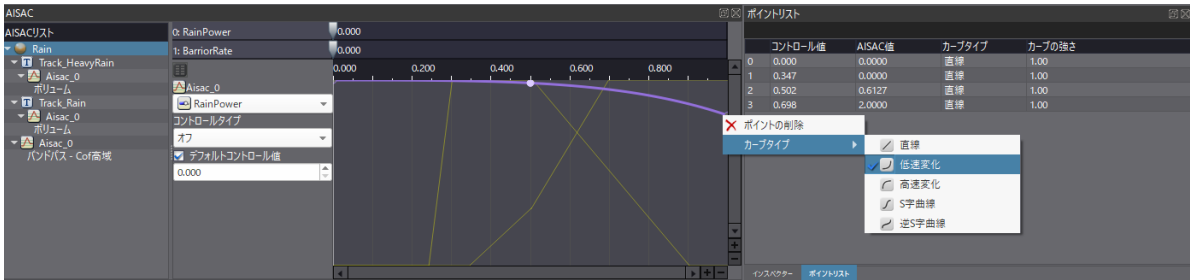 AISAC
AISACリスト
Rain
Track_HeavyRain
Aisac_0
ボリューム
Track_Rain
Aisac_0
ボリューム
Aisac_0
バンドパス - Cof高域
0: RainPower
0.000
1: BarriorRate
0.000
Aisac_0
RainPower
コントロールタイプ
オフ
デフォルトコントロール値
0.000
0.000 0.200 0.400 0.600 0.800
ポイントリスト
コントロール値 AISAC値 カーブタイプ カーブの強さ
0 0.000 0.0000 直線 1.00
1 0.347 0.0000 直線 1.00
2 0.502 0.6127 直線 1.00
3 0.698 2.0000 直線 1.00
ポイントの削除
カーブタイプ
直線
低速変化
高速変化
S字曲線
逆S字曲線
インスペクター ポイントリスト